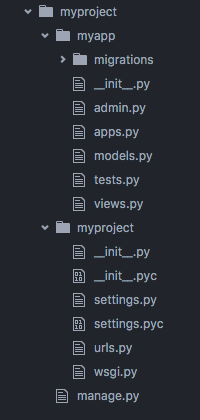 myproject
myapp
migrations
__init__.py
admin.py
apps.py
models.py
tests.py
views.py
myproject
__init__.py
__init__.pyc
settings.py
settings.pyc
urls.py
wsgi.py
manage.py